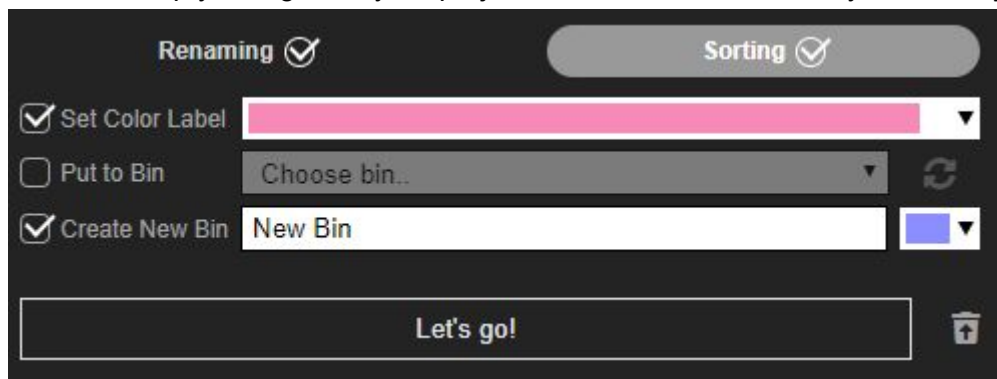 Renaming Sorting
Set Color Label
Put to Bin Choose bin..
Create New Bin New Bin
Let's go!